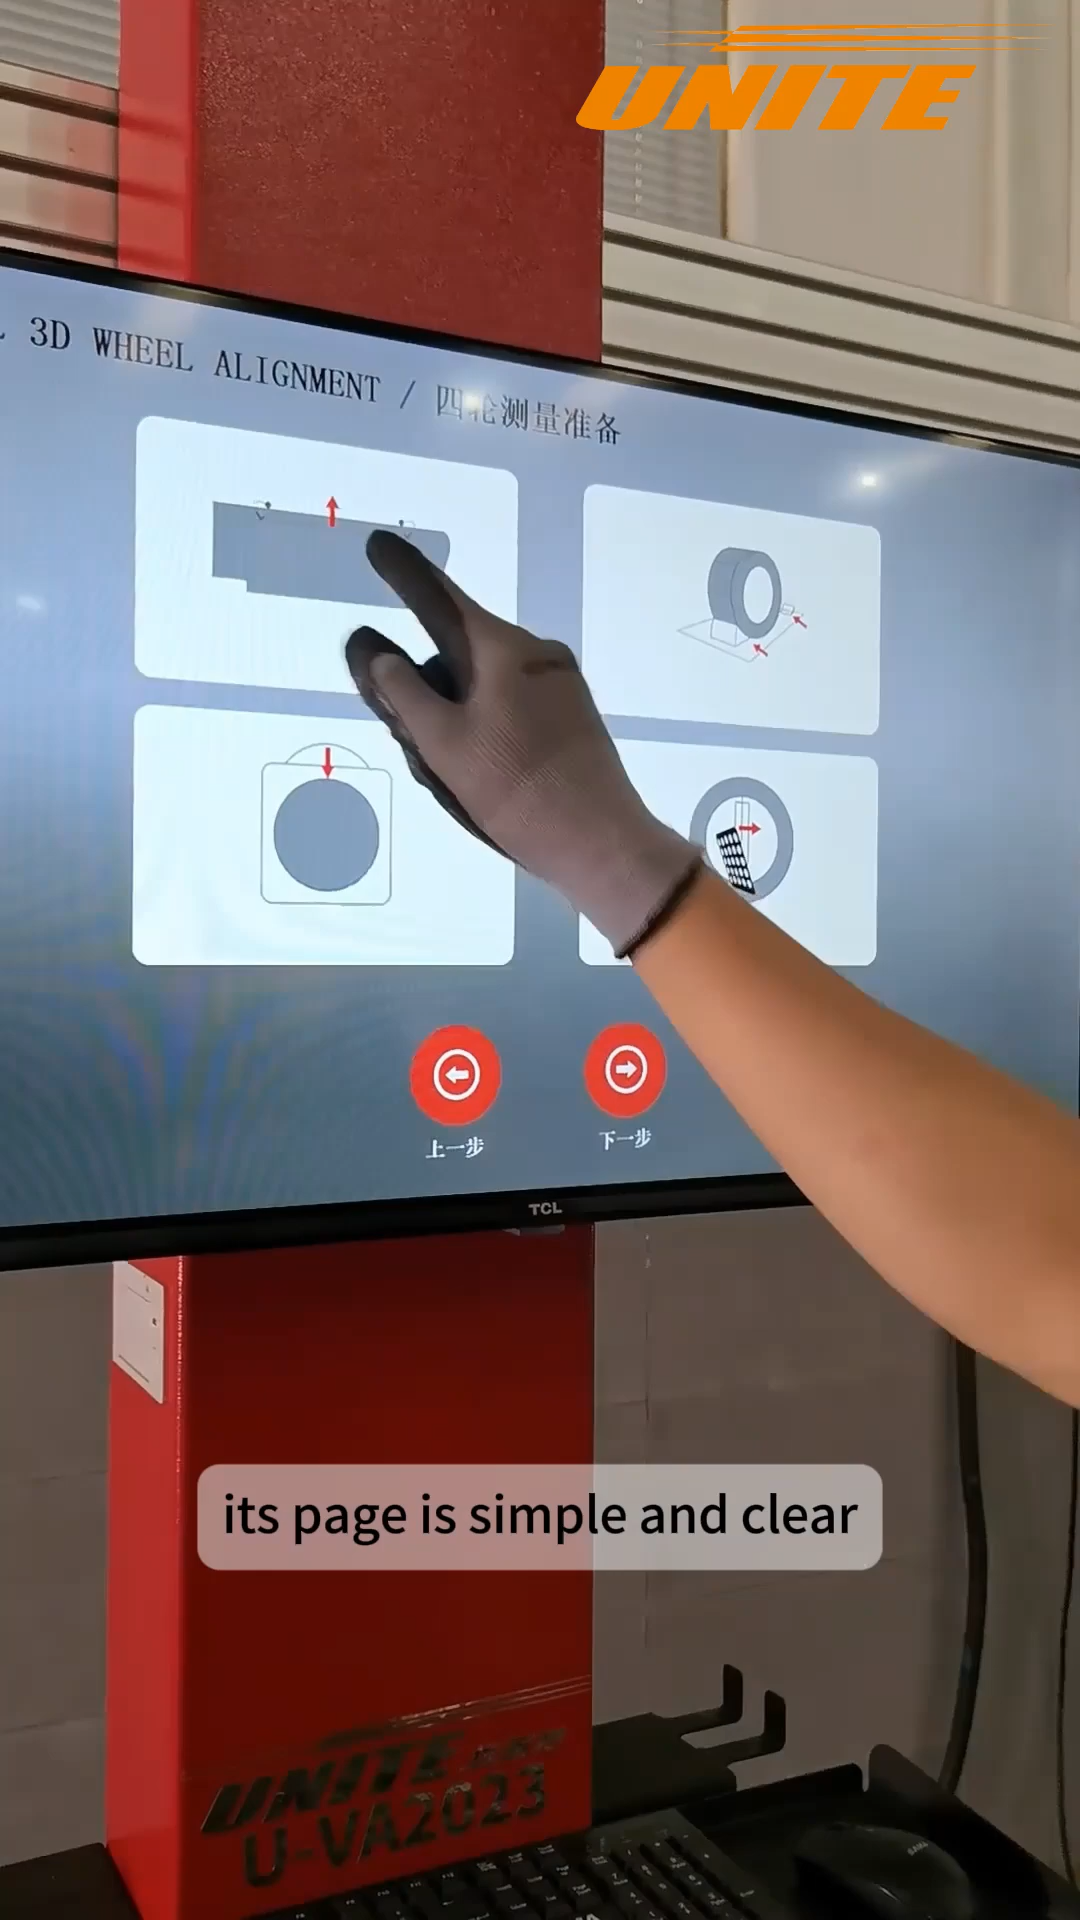 UNITE
3D WHEEL ALIGNMENT / 四轮测量准备
上一步
下一步
TCL
its page is simple and clear
UNITE
U-VA2023